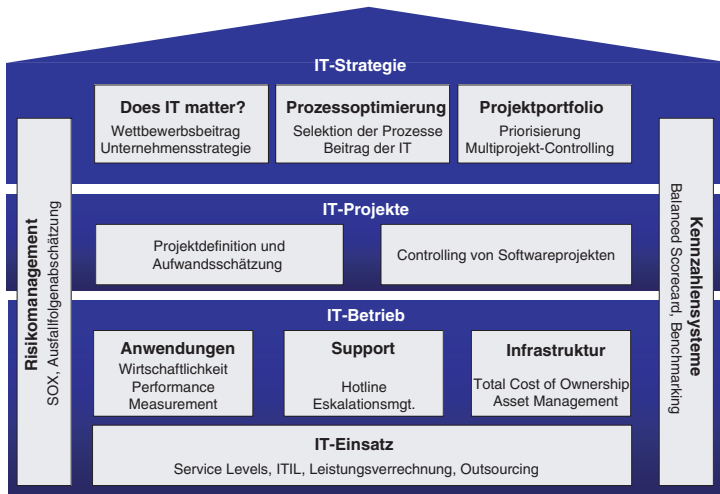 IT-Strategie
Does IT matter?
Wettbewerbsbeitrag
Unternehmensstrategie
Prozessoptimierung
Selektion der Prozesse
Beitrag der IT
Projektportfolio
Priorisierung
Multiprojekt-Controlling
Risikomanagement
SOX, Ausfallfolgenabschätzung
Kennzahlensysteme
Balanced Scorecard, Benchmarking
IT-Projekte
Projektdefinition und
Aufwandsschätzung
Controlling von Softwareprojekten
IT-Betrieb
Anwendungen
Wirtschaftlichkeit
Performance
Measurement
Support
Hotline
Eskalationsmgt.
Infrastruktur
Total Cost of Ownership
Asset Management
IT-Einsatz
Service Levels, ITIL, Leistungsverrechnung, Outsourcing